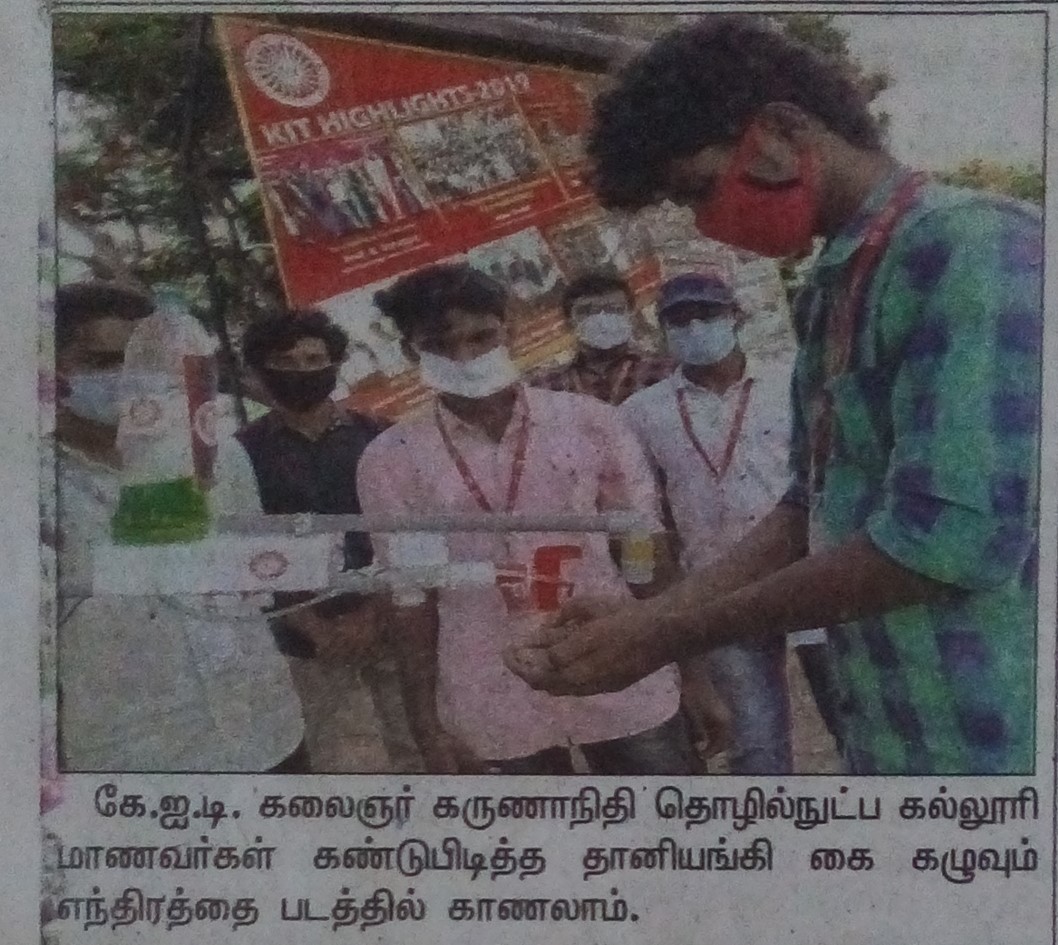 KIT HIGHLIGHTS-2019
கே.ஐ.டி. கலைஞர் கருணாநிதி தொழில்நுட்ப கல்லூரி
மாணவர்கள் கண்டுபிடித்த தானியங்கி கை கழுவும்
எந்திரத்தை படத்தில் காணலாம்.